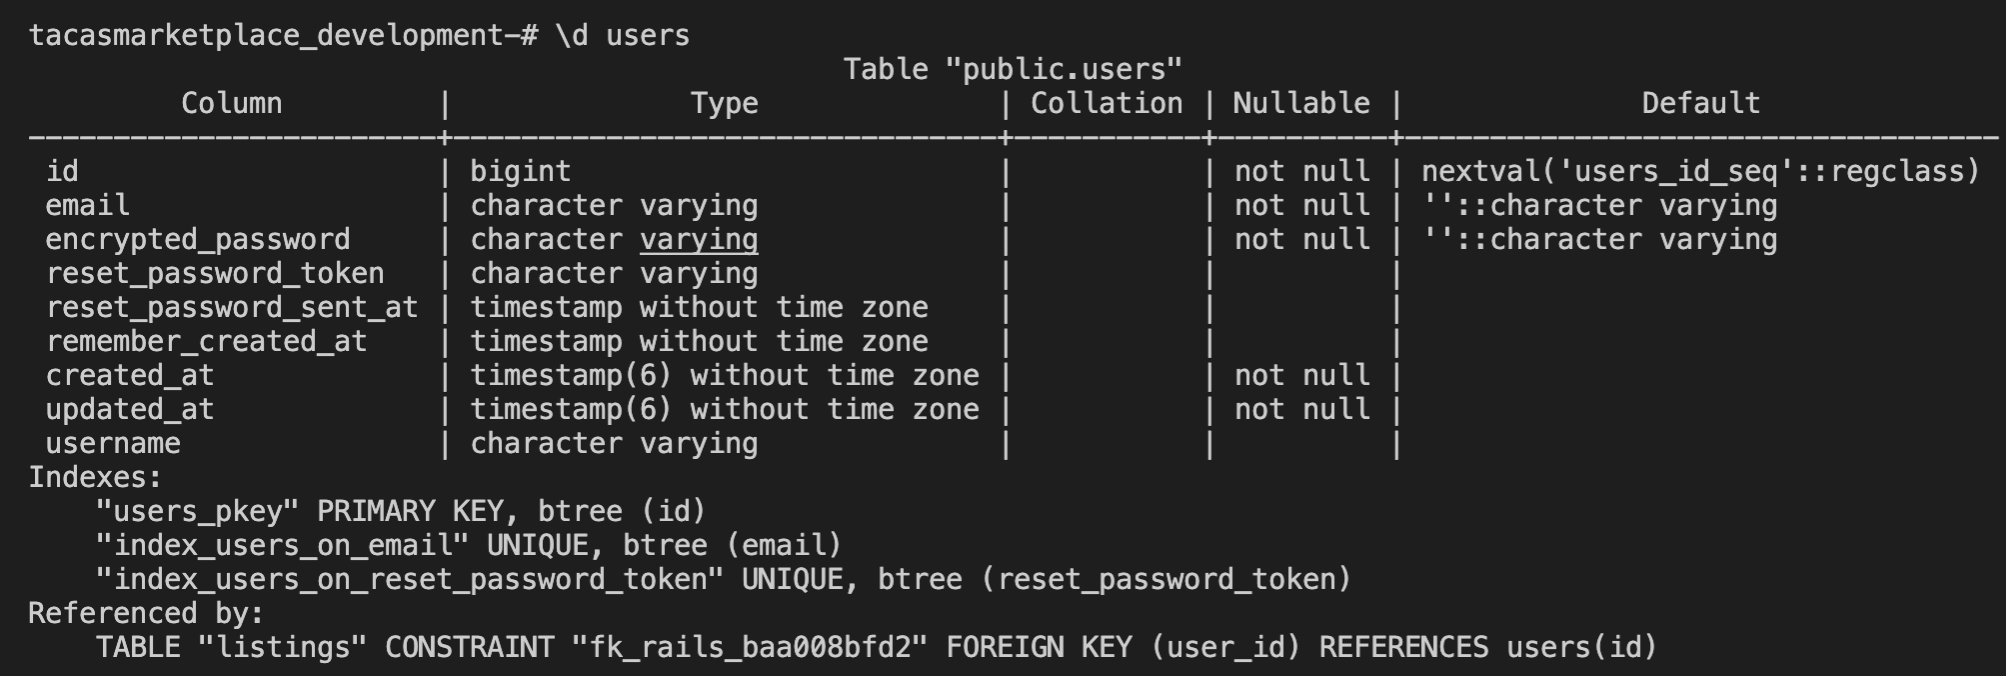 tacasmarketplace_development-# \d users
Table "public.users"
Column | Type | Collation | Nullable | Default
------------------------+--------------------------------+-----------+----------+-----------------------------------
id | bigint | | not null | nextval('users_id_seq'::regclass)
email | character varying | | not null | ''::character varying
encrypted_password | character varying | | not null | ''::character varying
reset_password_token | character varying | | |
reset_password_sent_at | timestamp without time zone | | |
remember_created_at | timestamp without time zone | | |
created_at | timestamp(6) without time zone | | not null |
updated_at | timestamp(6) without time zone | | not null |
username | character varying | | |
Indexes:
"users_pkey" PRIMARY KEY, btree (id)
"index_users_on_email" UNIQUE, btree (email)
"index_users_on_reset_password_token" UNIQUE, btree (reset_password_token)
Referenced by:
TABLE "listings" CONSTRAINT "fk_rails_baa008bfd2" FOREIGN KEY (user_id) REFERENCES users(id)